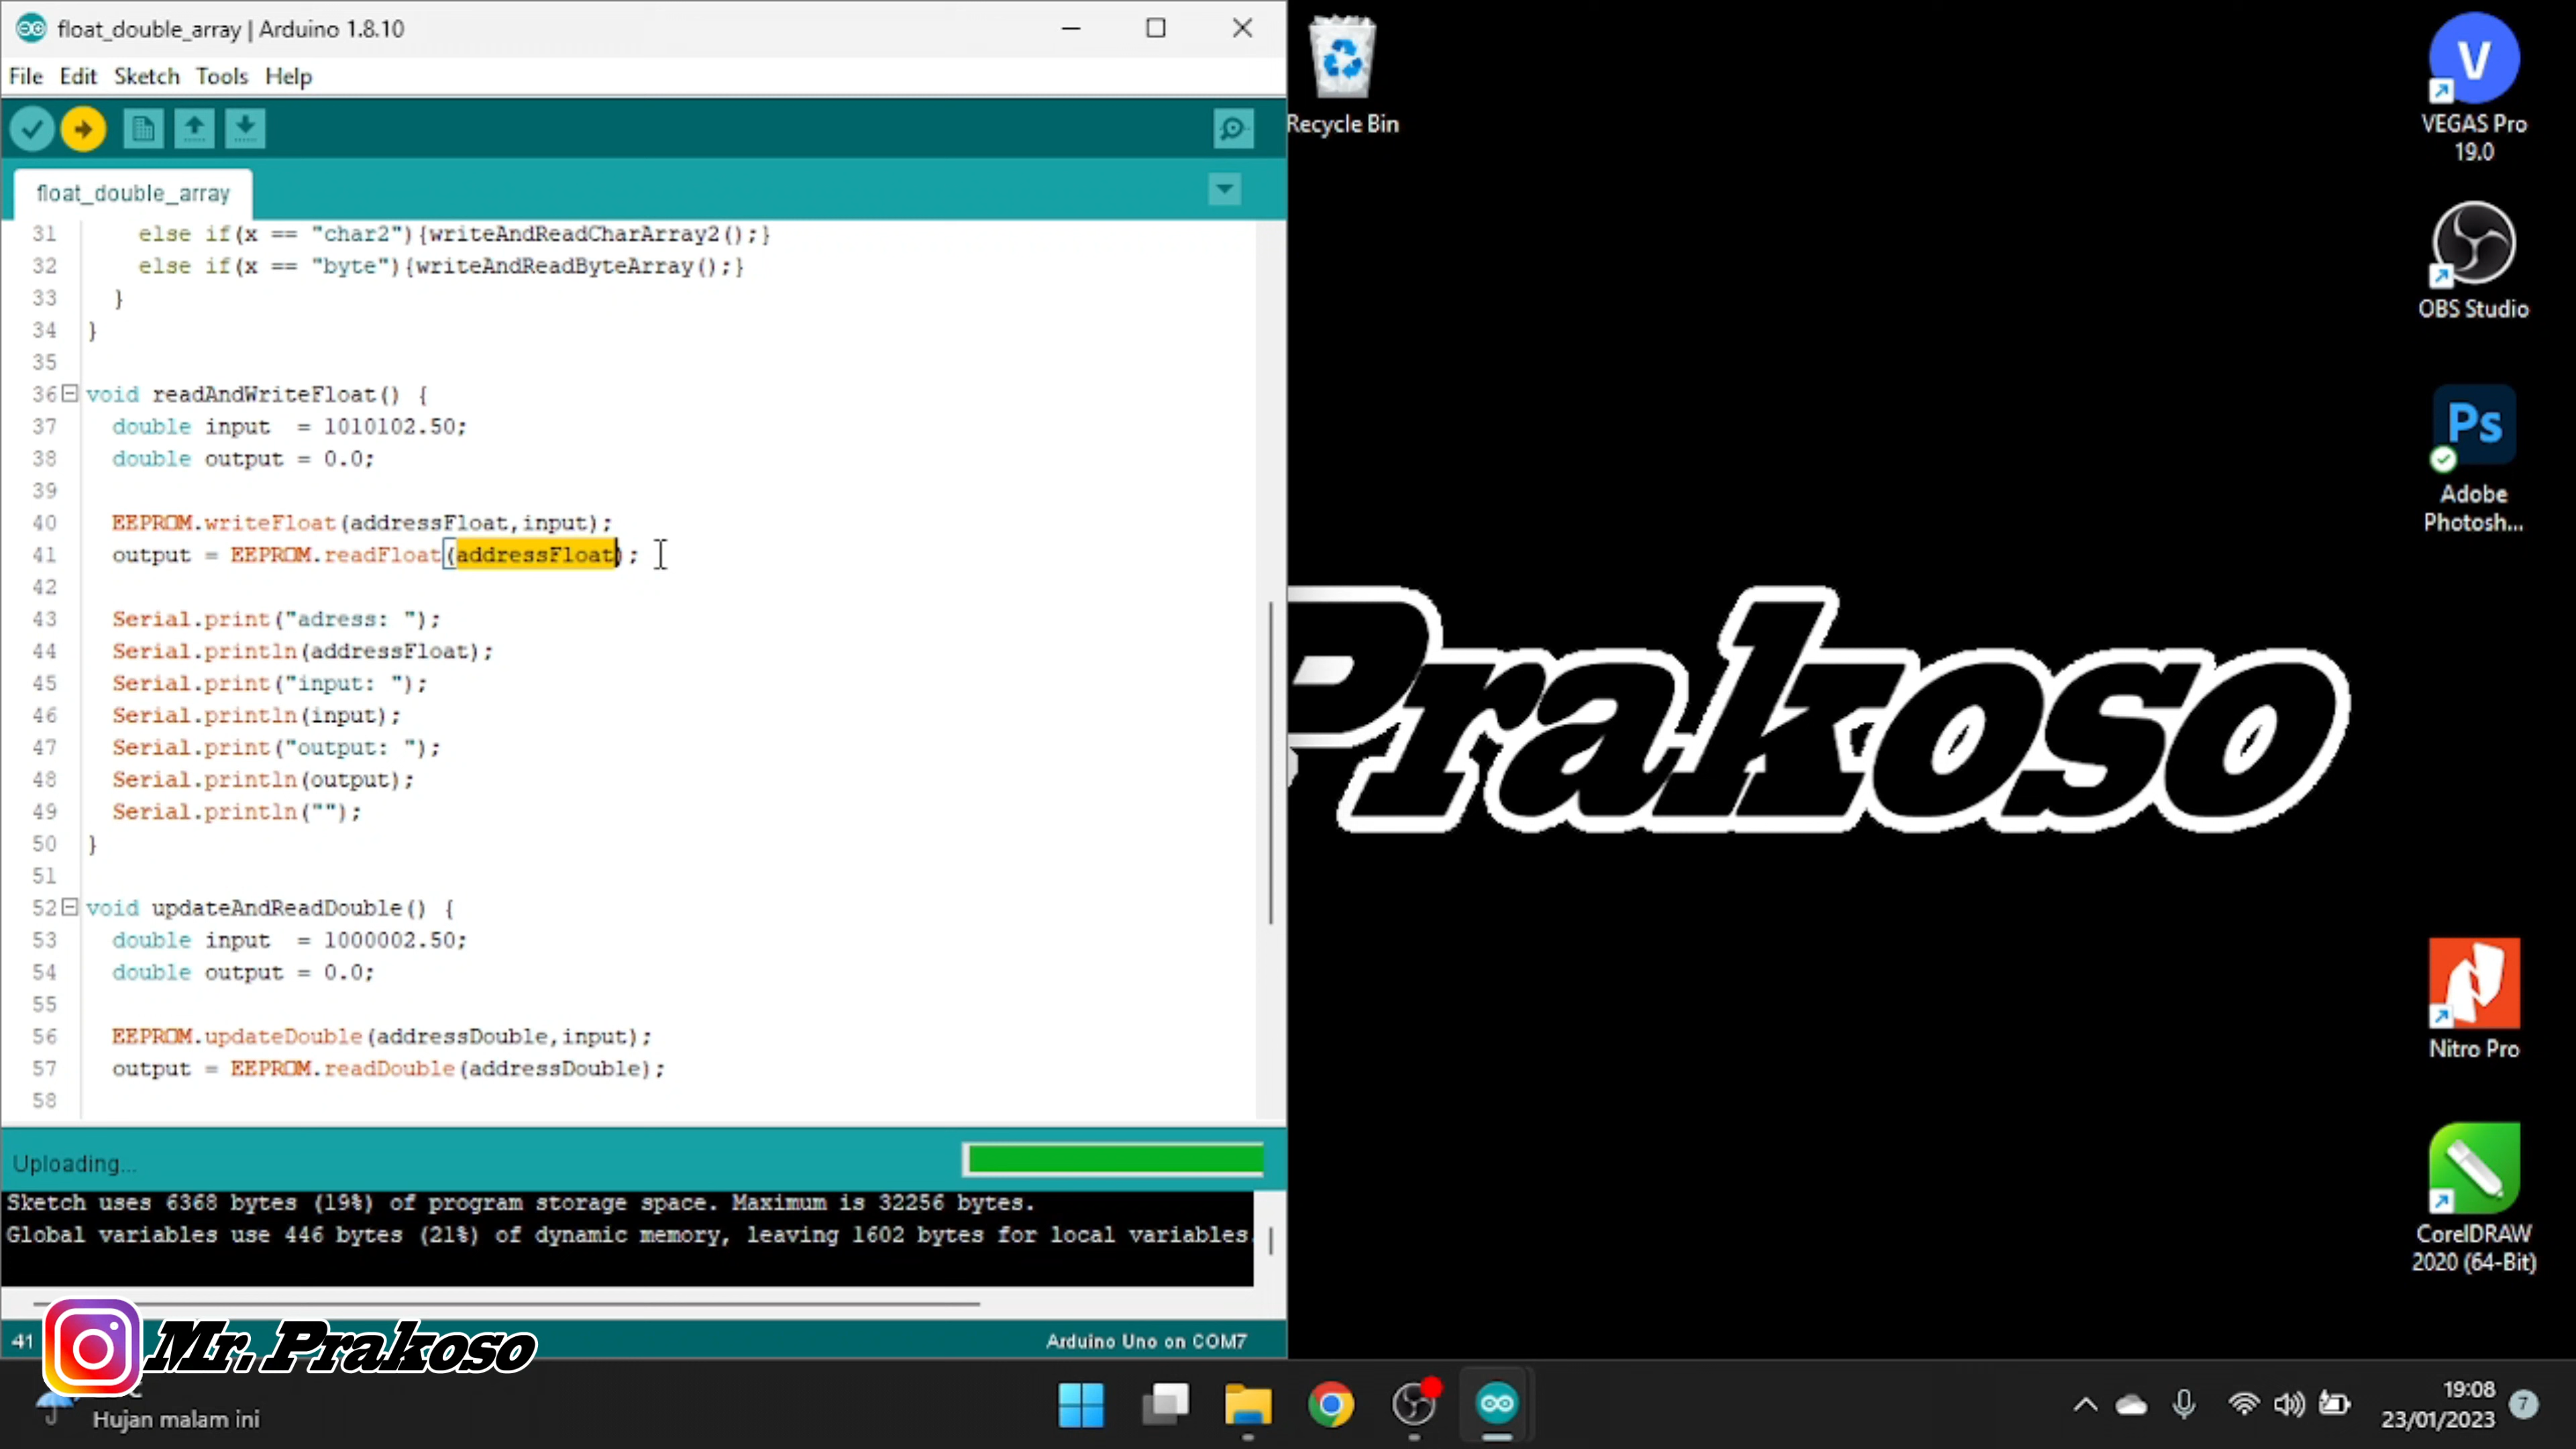 float_double_array | Arduino 1.8.10
File Edit Sketch Tools Help
float_double_array
31 else if(x == "char2"){writeAndReadCharArray2();}
32 else if(x == "byte"){writeAndReadByteArray();}
33 }
34 }
35
36 void readAndWriteFloat() {
37 double input  = 1010102.50;
38 double output = 0.0;
39
40 EEPROM.writeFloat(addressFloat,input);
41 output = EEPROM.readFloat(addressFloat);
42
43 Serial.print("adress: ");
44 Serial.println(addressFloat);
45 Serial.print("input: ");
46 Serial.println(input);
47 Serial.print("output: ");
48 Serial.println(output);
49 Serial.println("");
50 }
51
52 void updateAndReadDouble() {
53 double input  = 1000002.50;
54 double output = 0.0;
55
56 EEPROM.updateDouble(addressDouble,input);
57 output = EEPROM.readDouble(addressDouble);
58
Uploading...
Sketch uses 6368 bytes (19%) of program storage space. Maximum is 32256 bytes.
Global variables use 446 bytes (21%) of dynamic memory, leaving 1602 bytes for local variables.
41
Arduino Uno on COM7
Mr. Prakoso
Hujan malam ini
Recycle Bin
Prakoso
V
VEGAS Pro
19.0
OBS Studio
Ps
Adobe
Photosh...
Nitro Pro
CorelDRAW
2020 (64-Bit)
19:08
23/01/2023
7